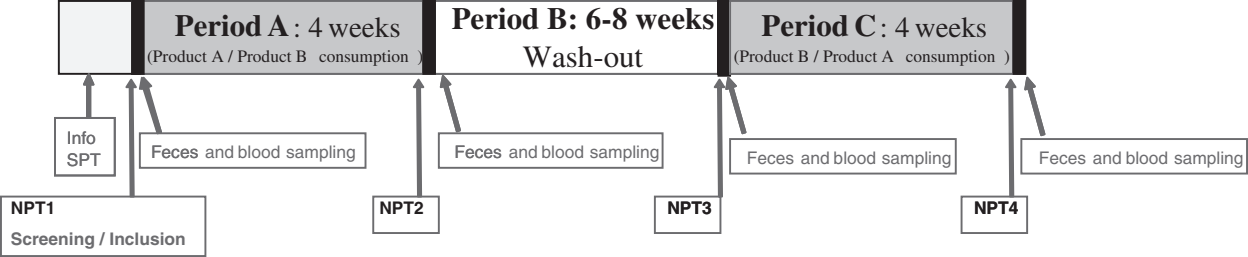 Period A : 4 weeks
(Product A / Product B consumption )
Period B: 6-8 weeks
Wash-out
Period C : 4 weeks
(Product B / Product A consumption )
Info
SPT
Feces and blood sampling
Feces and blood sampling
Feces and blood sampling
Feces and blood sampling
NPT1
Screening / Inclusion
NPT2
NPT3
NPT4